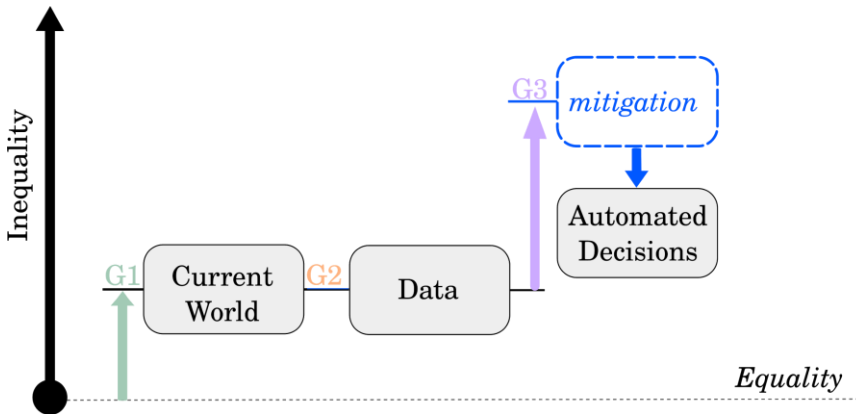 Inequality
G1
Current
World
G2
Data
G3
mitigation
Automated
Decisions
Equality